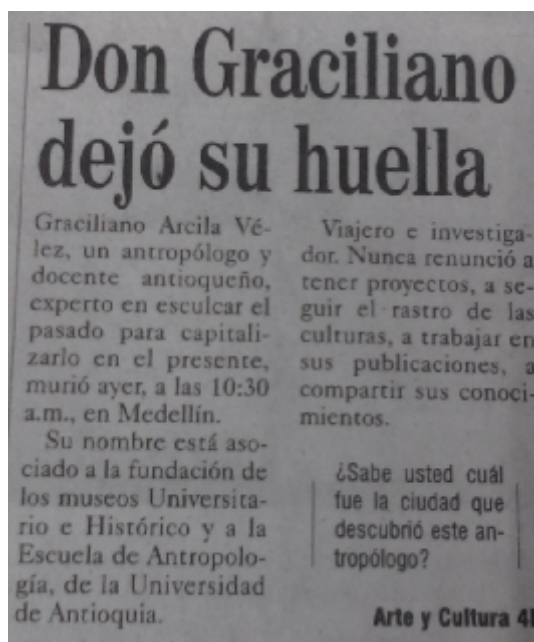 Don Graciliano
dejó su huella
Graciliano Arcila Vé-
lez, un antropólogo y
docente antioqueño,
experto en esculcar el
pasado para capitali-
zarlo en el presente,
murió ayer, a las 10:30
a.m., en Medellín.
Su nombre está aso-
ciado a la fundación de
los museos Universita-
rio e Histórico y a la
Escuela de Antropolo-
gía, de la Universidad
de Antioquia.
Viajero e investiga-
dor. Nunca renunció a
tener proyectos, a se-
guir el rastro de las
culturas, a trabajar en
sus publicaciones, a
compartir sus conoci-
mientos.
¿Sabe usted cuál
fue la ciudad que
descubrió este an-
tropólogo?
Arte y Cultura